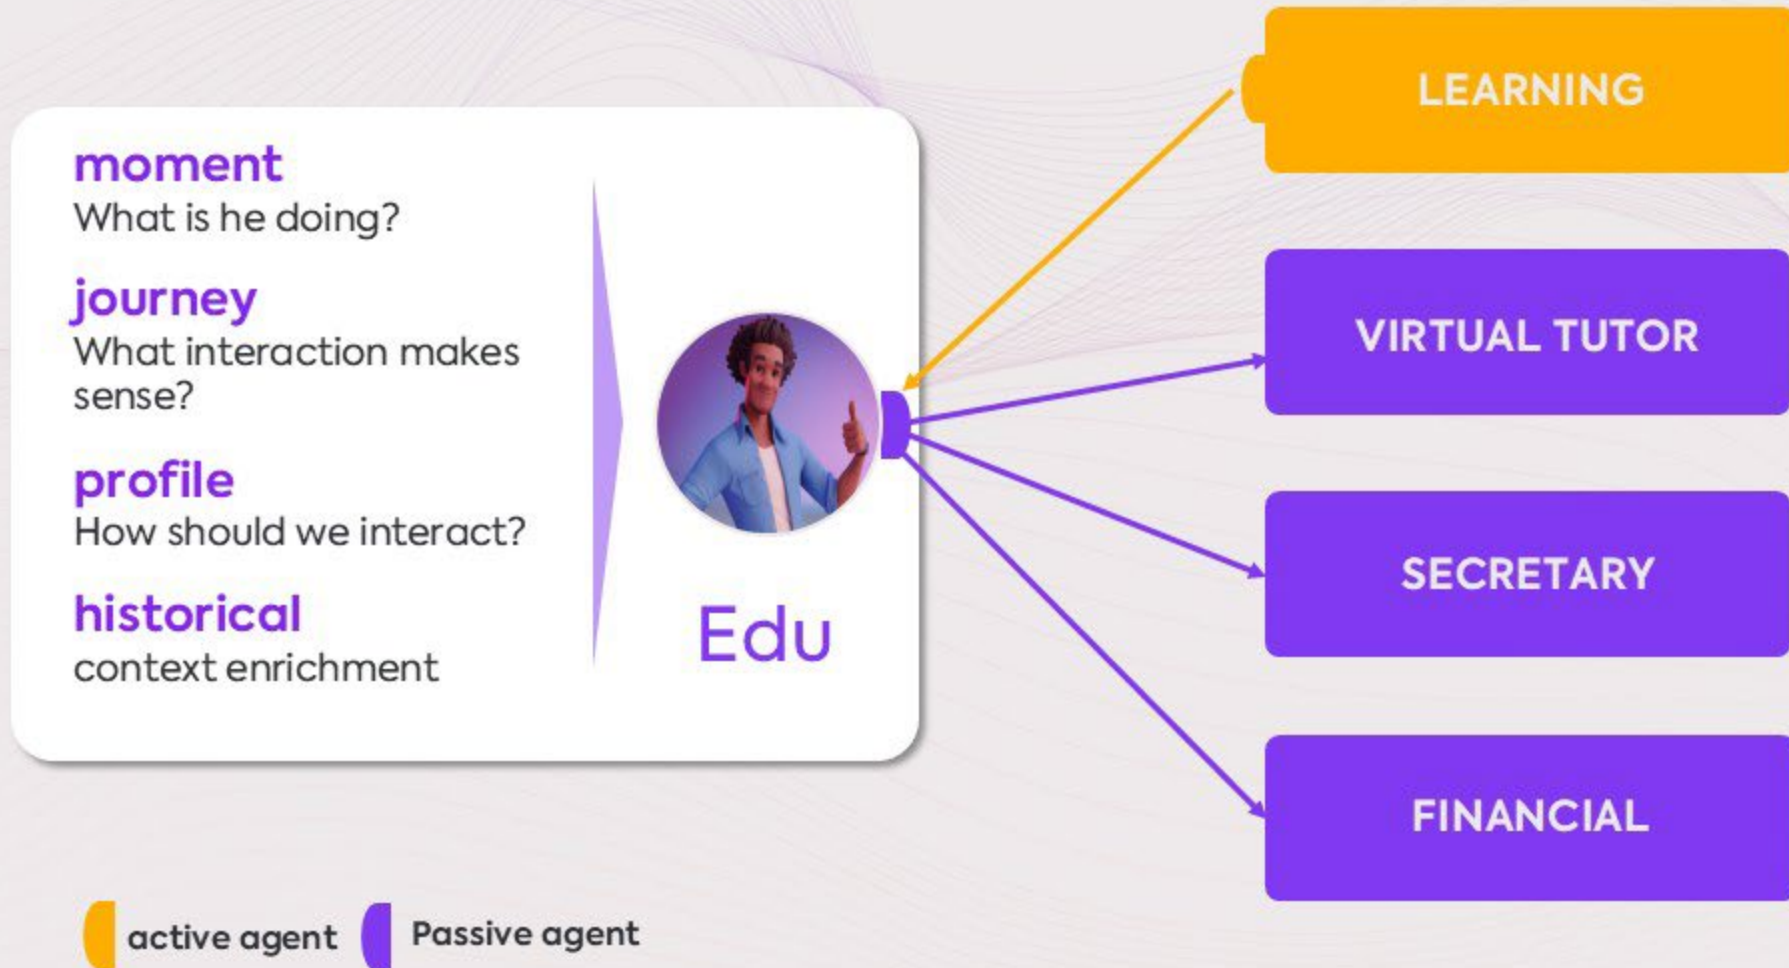 moment
What is he doing?
journey
What interaction makes
sense?
profile
How should we interact?
historical
context enrichment
Edu
LEARNING
VIRTUAL TUTOR
SECRETARY
FINANCIAL
active agent
Passive agent